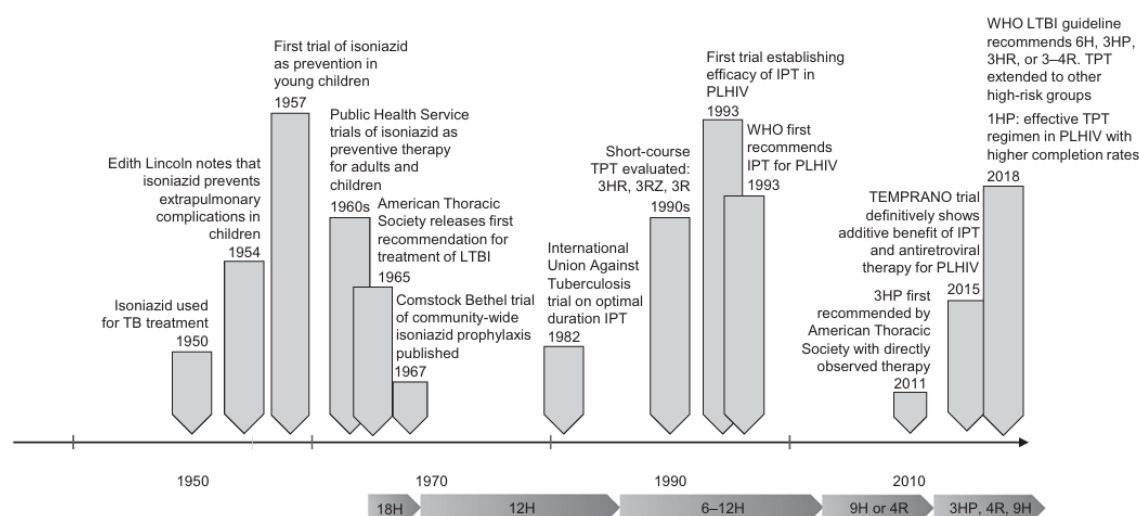 Isoniazid used
for TB treatment
1950
Edith Lincoln notes that
isoniazid prevents
extrapulmonary
complications in
children
1954
First trial of isoniazid
as prevention in
young children
1957
Public Health Service
trials of isoniazid as
preventive therapy
for adults and
children
1960s
American Thoracic
Society releases first
recommendation for
treatment of LTBI
1965
Comstock Bethel trial
of community-wide
isoniazid prophylaxis
published
1967
International
Union Against
Tuberculosis
trial on optimal
duration IPT
1982
Short-course
TPT evaluated:
3HR, 3RZ, 3R
1990s
First trial establishing
efficacy of IPT in
PLHIV
1993
WHO first
recommends
IPT for PLHIV
1993
3HP first
recommended by
American Thoracic
Society with directly
observed therapy
2011
TEMPRANO trial
definitively shows
additive benefit of IPT
and antiretroviral
therapy for PLHIV
2015
WHO LTBI guideline
recommends 6H, 3HP,
3HR, or 3–4R. TPT
extended to other
high-risk groups
1HP: effective TPT
regimen in PLHIV with
higher completion rates
2018
1950
1970
1990
2010
18H
12H
6–12H
9H or 4R
3HP, 4R, 9H